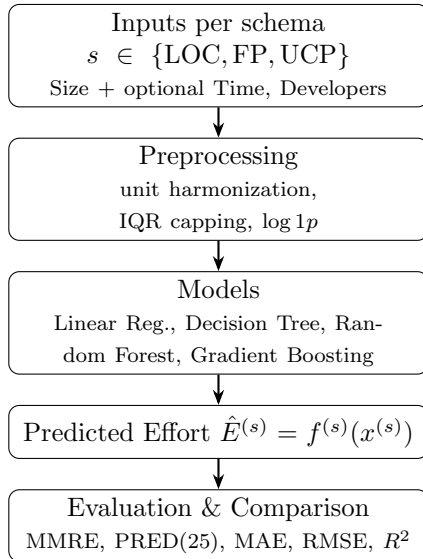 Inputs per schema
s ∈ {LOC, FP, UCP}
Size + optional Time, Developers
Preprocessing
unit harmonization,
IQR capping, log 1p
Models
Linear Reg., Decision Tree, Ran-
dom Forest, Gradient Boosting
Predicted Effort Ê^(s) = f^(s)(x^(s))
Evaluation & Comparison
MMRE, PRED(25), MAE, RMSE, R²